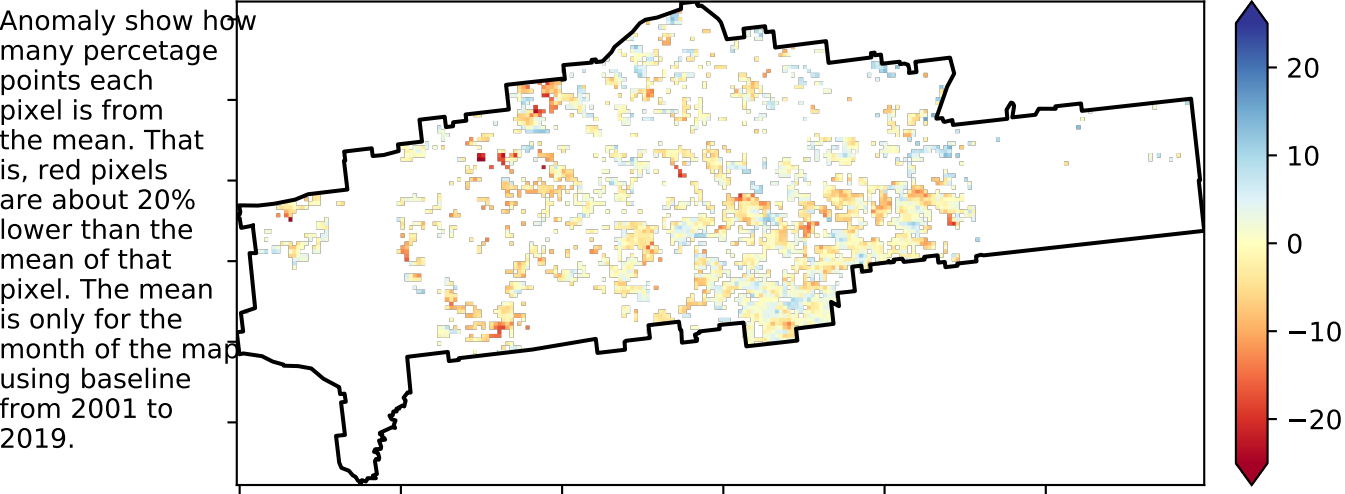 Anomaly show how
many percetage
points each
pixel is from
the mean. That
is, red pixels
are about 20%
lower than the
mean of that
pixel. The mean
is only for the
month of the map
using baseline
from 2001 to
2019.
20
10
0
−10
−20